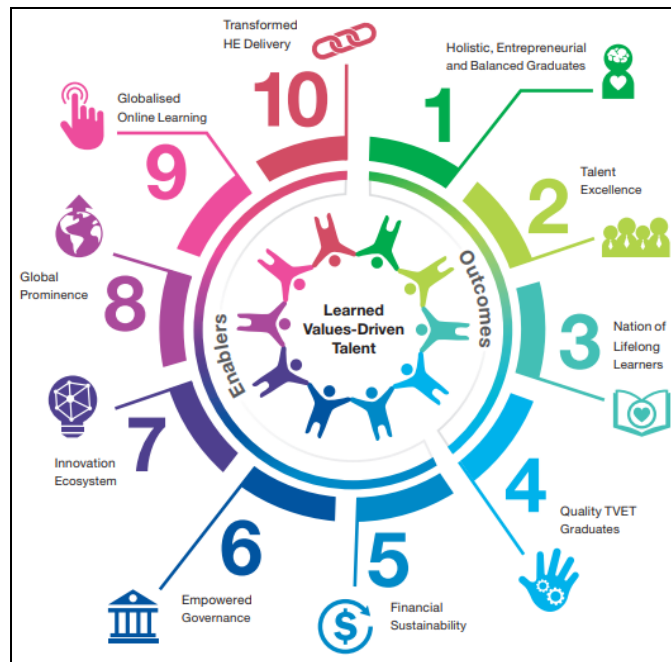 Transformed
HE Delivery
10
Holistic, Entrepreneurial
and Balanced Graduates
1
Talent
Excellence
2
Nation of
Lifelong
Learners
3
Quality TVET
Graduates
4
Financial
Sustainability
5
Empowered
Governance
6
Innovation
Ecosystem
7
Global
Prominence
8
Globalised
Online Learning
9
Enablers
Outcomes
Learned
Values-Driven
Talent
$